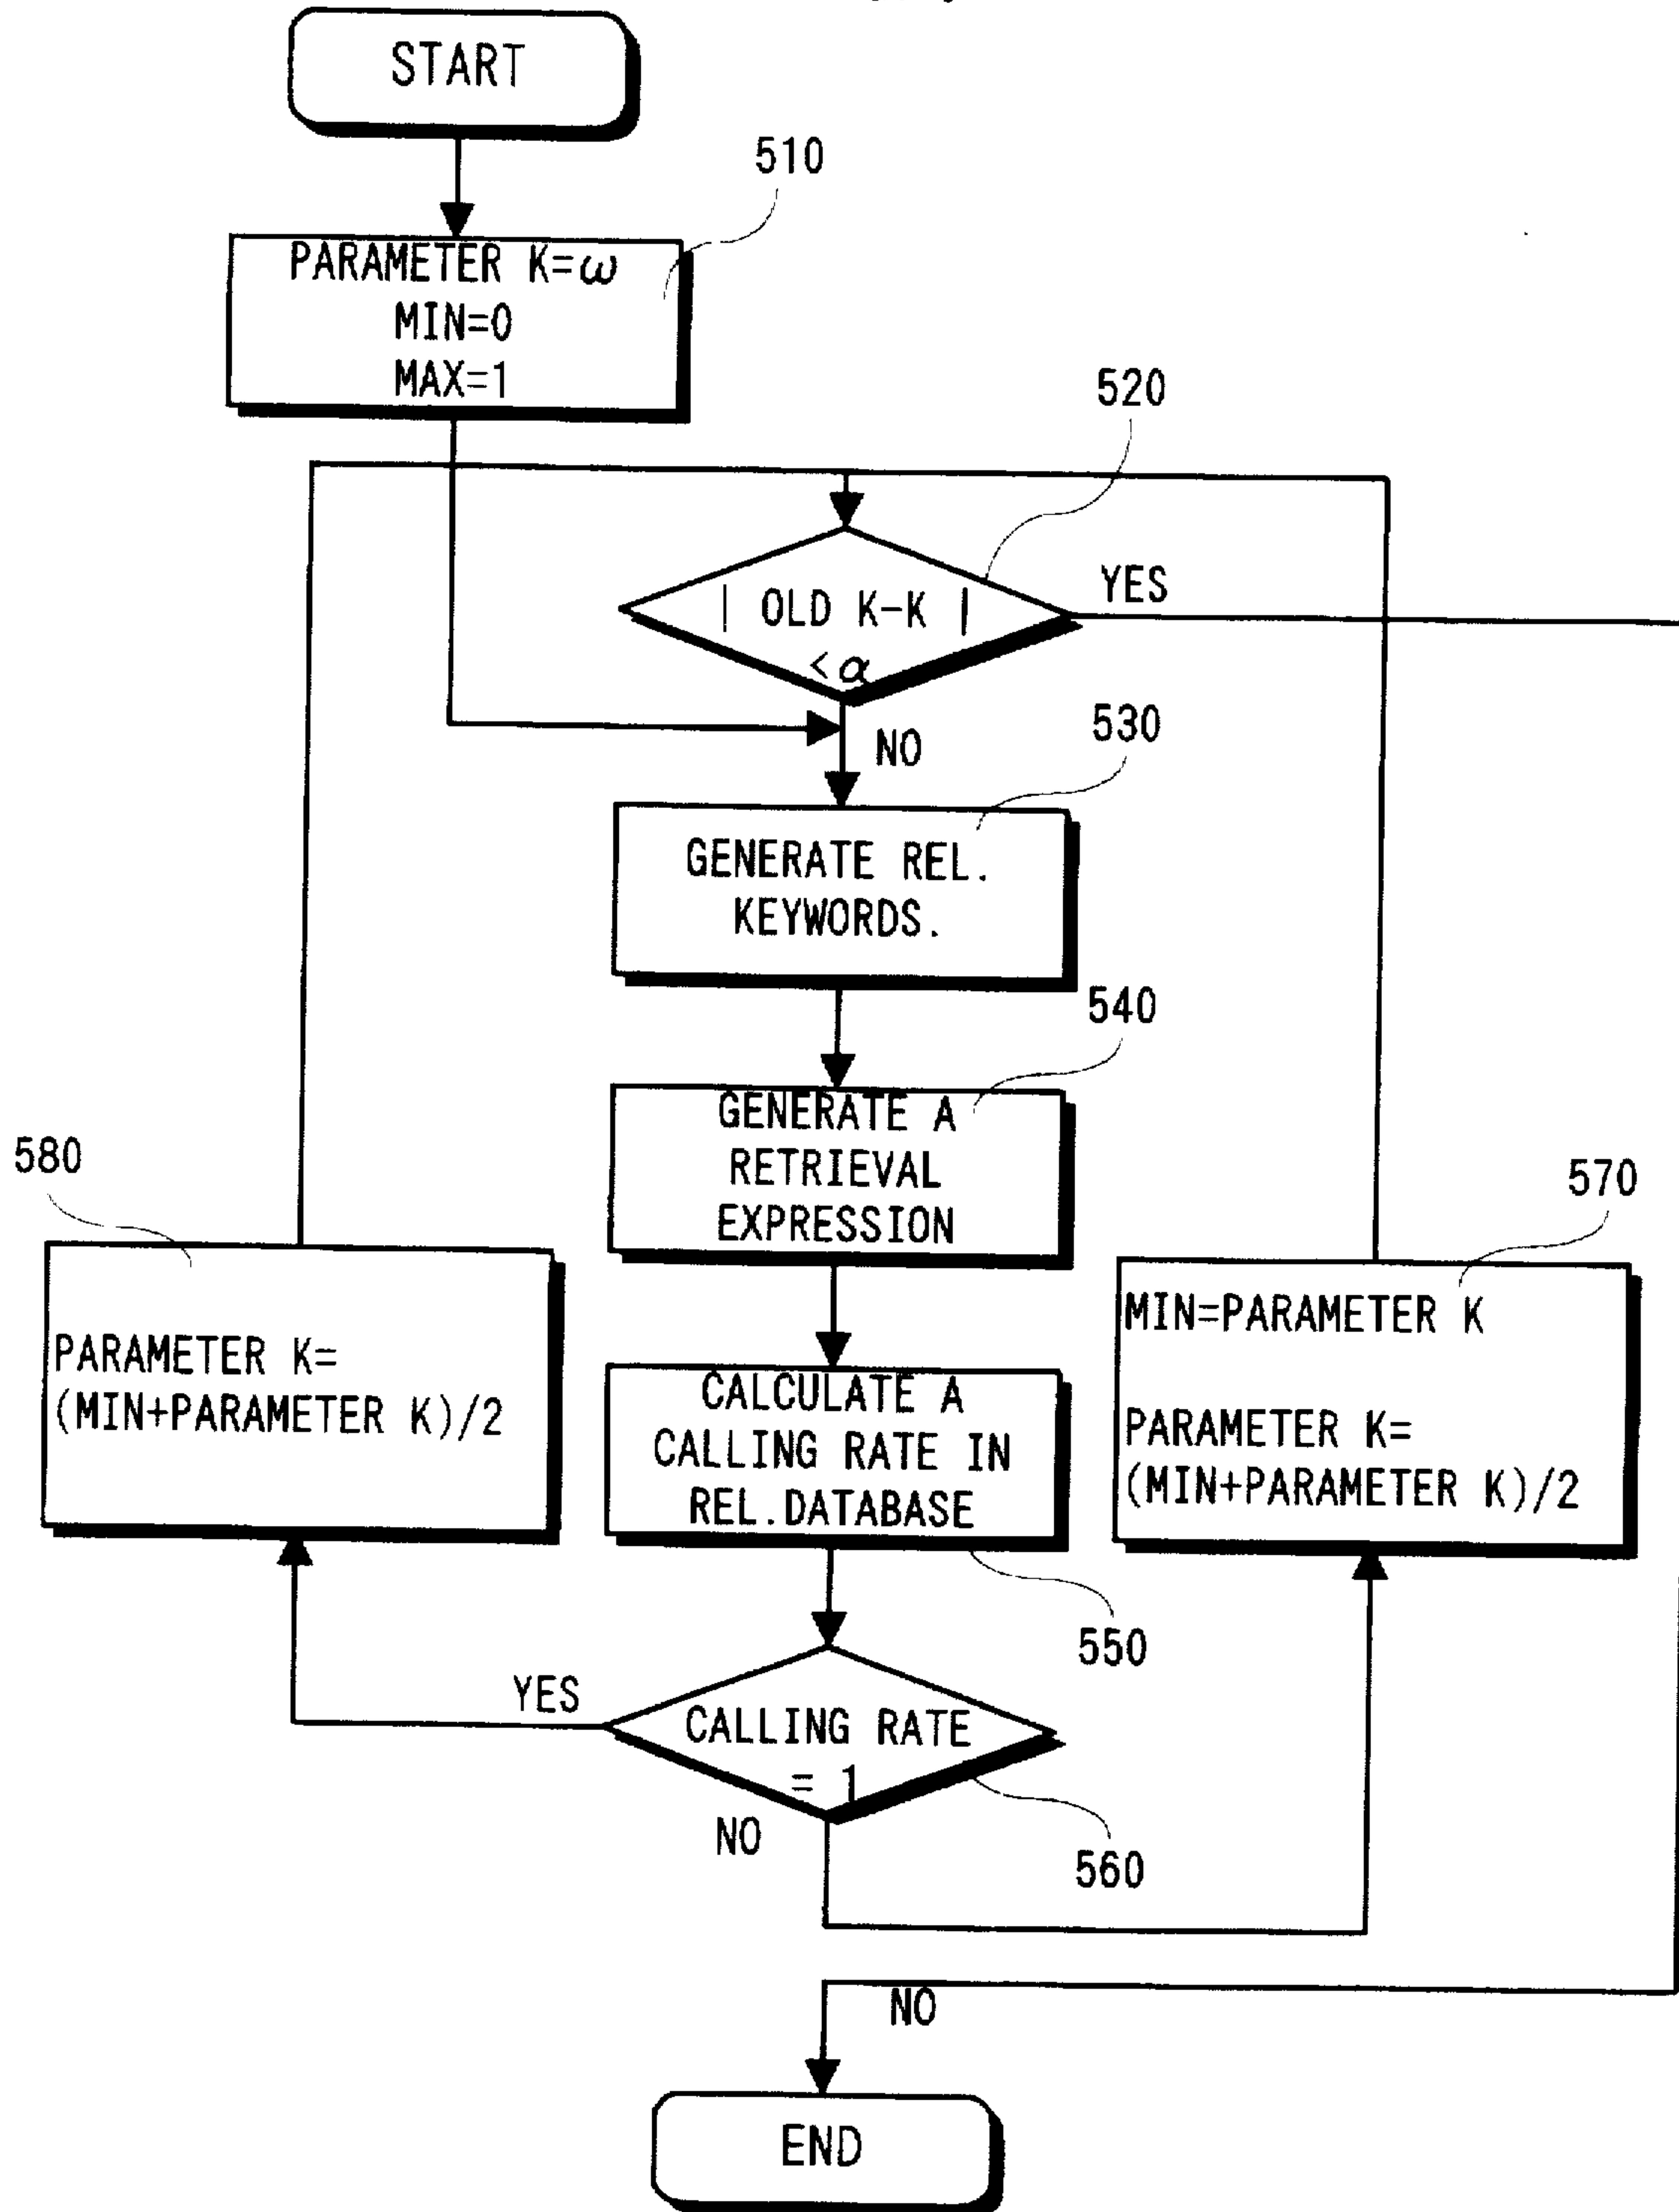 START
510
PARAMETER K=ω
MIN=0
MAX=1
520
| OLD K-K |
<α
YES
NO
530
GENERATE REL.
KEYWORDS.
540
GENERATE A
RETRIEVAL
EXPRESSION
580
PARAMETER K=
(MIN+PARAMETER K)/2
570
MIN=PARAMETER K
PARAMETER K=
(MIN+PARAMETER K)/2
CALCULATE A
CALLING RATE IN
REL.DATABASE
550
YES
CALLING RATE
= 1
NO
560
NO
END